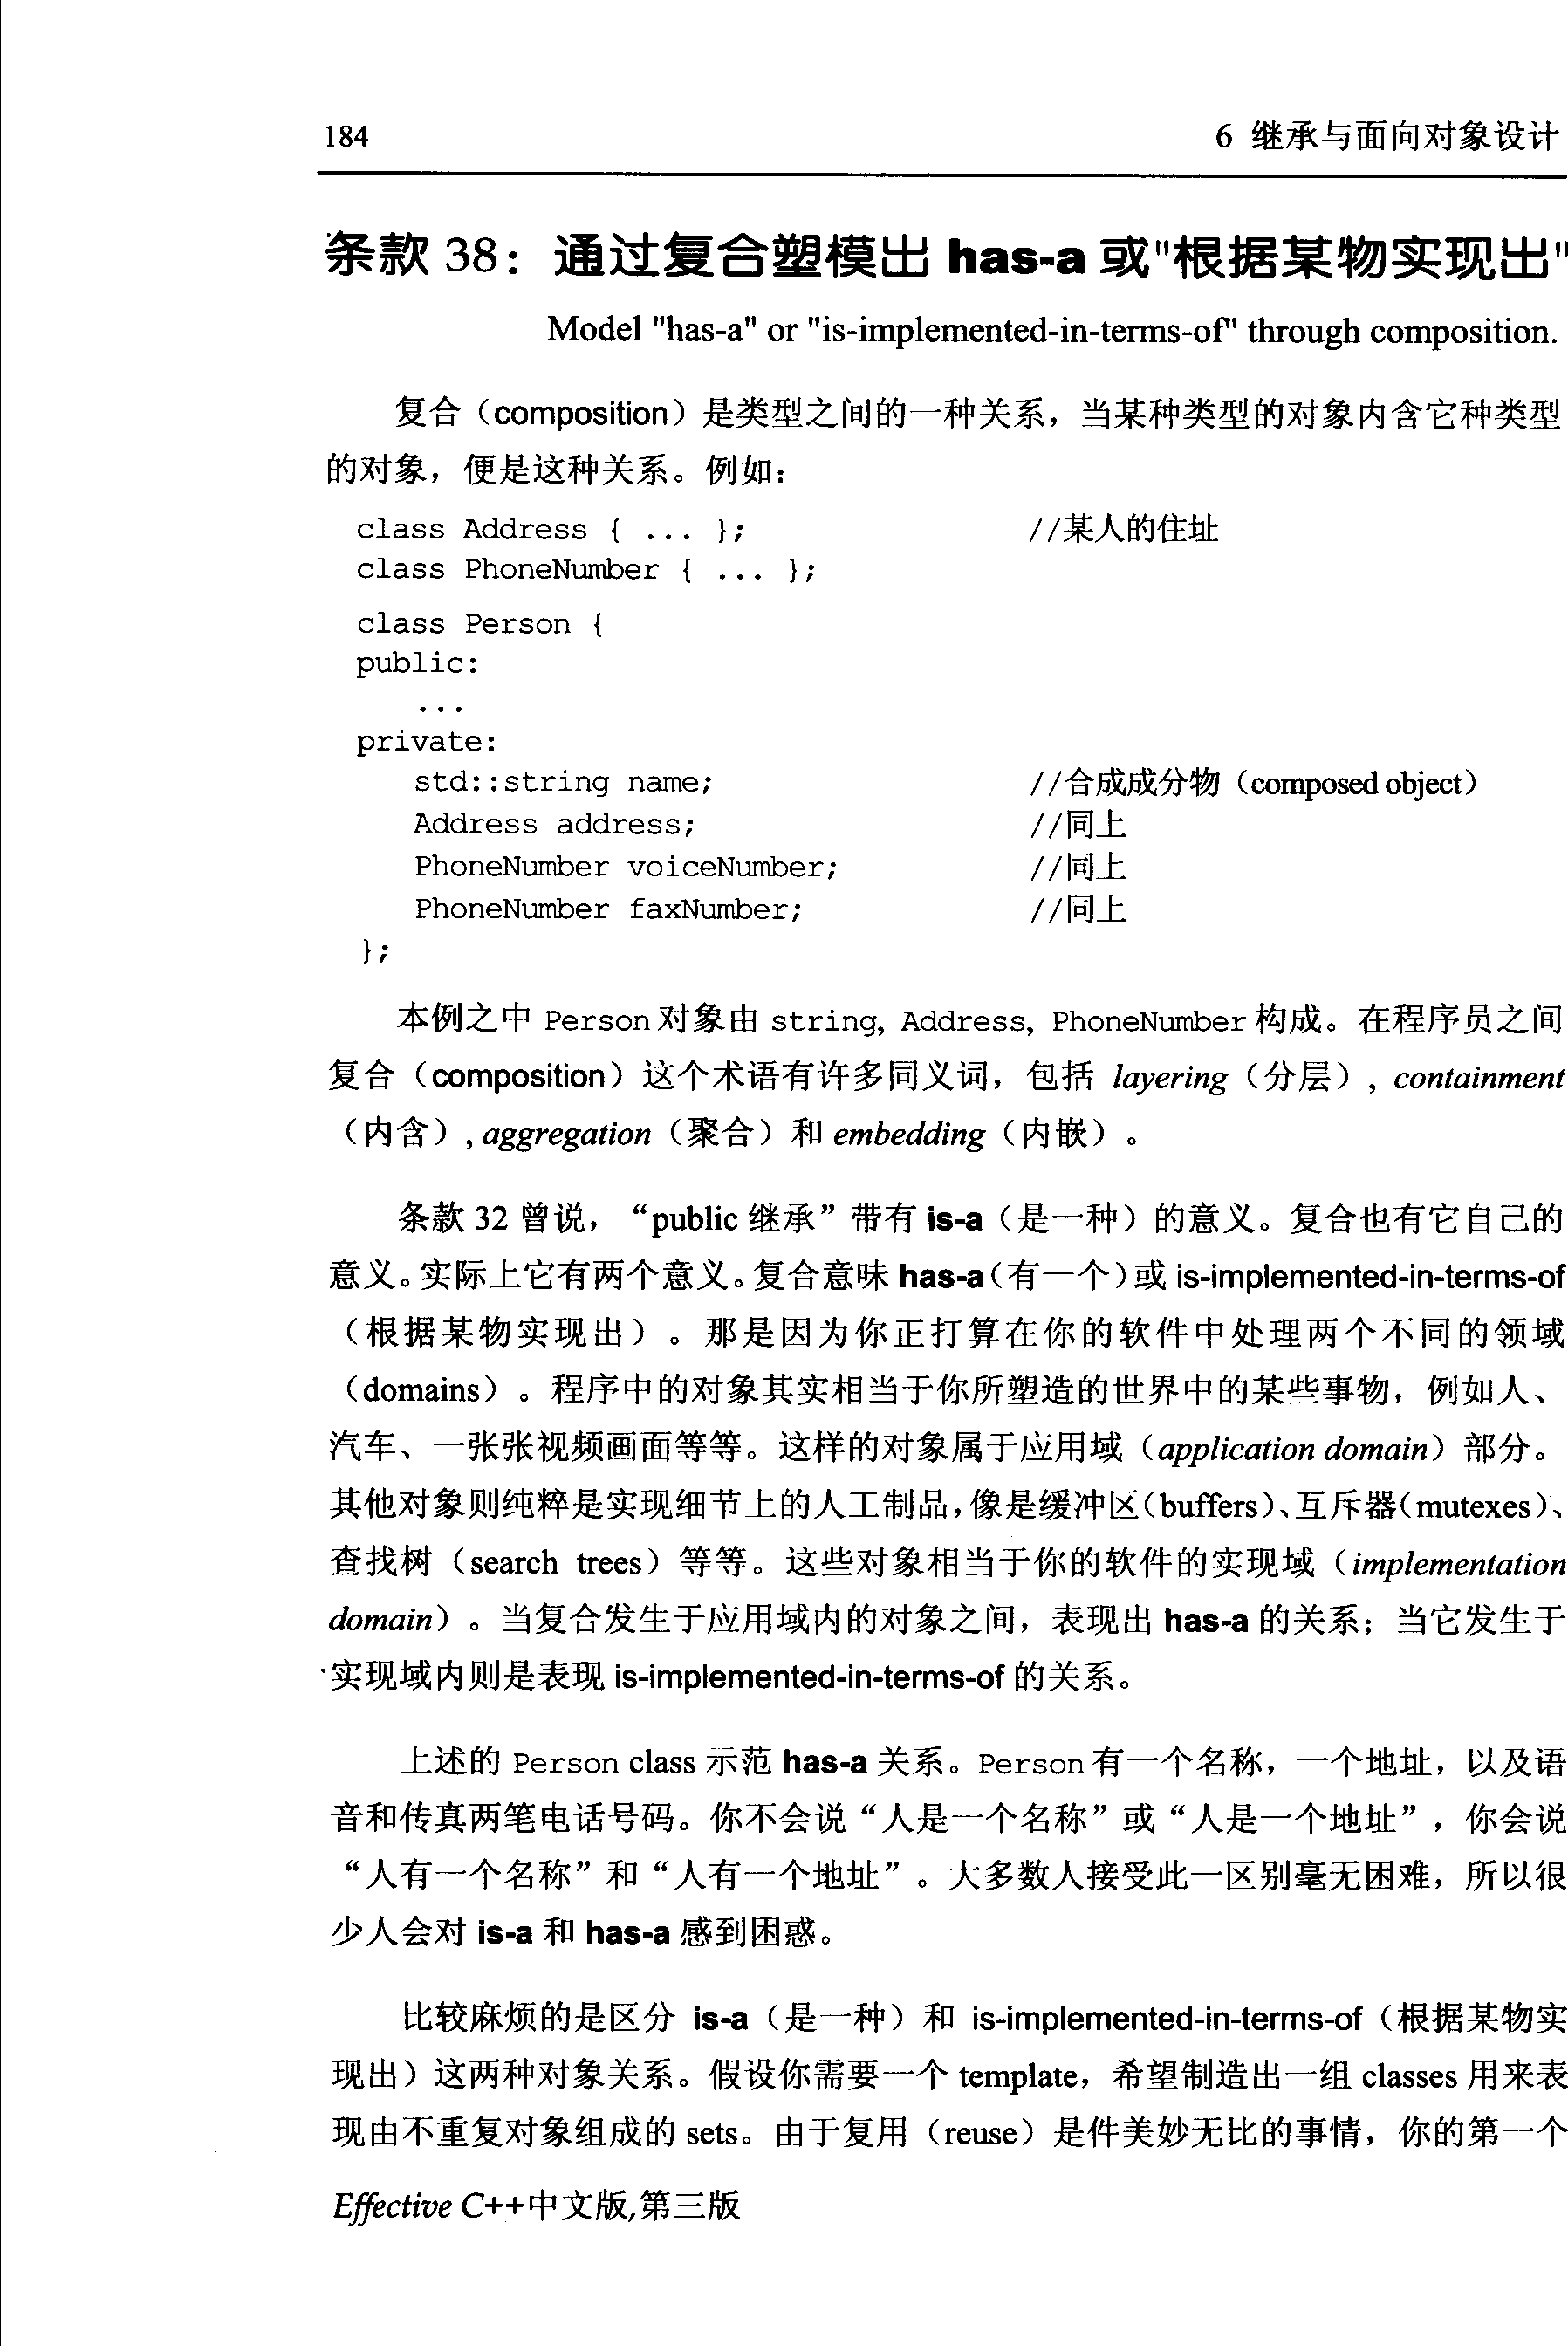 184
6 继承与面向对象设计
条款 38：通过复合塑模出 has-a 或"根据某物实现出"
Model "has-a" or "is-implemented-in-terms-of" through composition.
复合（composition）是类型之间的一种关系，当某种类型的对象内含它种类型
的对象，便是这种关系。例如：
class Address { ... }; //某人的住址
class PhoneNumber { ... };
class Person {
public:
...
private:
std::string name; //合成成分物（composed object）
Address address; //同上
PhoneNumber voiceNumber; //同上
PhoneNumber faxNumber; //同上
};
本例之中 Person 对象由 string, Address, PhoneNumber 构成。在程序员之间
复合（composition）这个术语有许多同义词，包括 layering（分层）, containment
（内含）, aggregation（聚合）和 embedding（内嵌）。
条款 32 曾说，“public 继承”带有 is-a（是一种）的意义。复合也有它自己的
意义。实际上它有两个意义。复合意味 has-a（有一个）或 is-implemented-in-terms-of
（根据某物实现出）。那是因为你正打算在你的软件中处理两个不同的领域
（domains）。程序中的对象其实相当于你所塑造的世界中的某些事物，例如人、
汽车、一张张视频画面等等。这样的对象属于应用域（application domain）部分。
其他对象则纯粹是实现细节上的人工制品，像是缓冲区（buffers）、互斥器（mutexes）、
查找树（search trees）等等。这些对象相当于你的软件的实现域（implementation
domain）。当复合发生于应用域内的对象之间，表现出 has-a 的关系；当它发生于
实现域内则是表现 is-implemented-in-terms-of 的关系。
上述的 Person class 示范 has-a 关系。Person 有一个名称，一个地址，以及语
音和传真两笔电话号码。你不会说“人是一个名称”或“人是一个地址”，你会说
“人有一个名称”和“人有一个地址”。大多数人接受此一区别毫无困难，所以很
少人会对 is-a 和 has-a 感到困惑。
比较麻烦的是区分 is-a（是一种）和 is-implemented-in-terms-of（根据某物实
现出）这两种对象关系。假设你需要一个 template，希望制造出一组 classes 用来表
现由不重复对象组成的 sets。由于复用（reuse）是件美妙无比的事情，你的第一个
Effective C++中文版,第三版